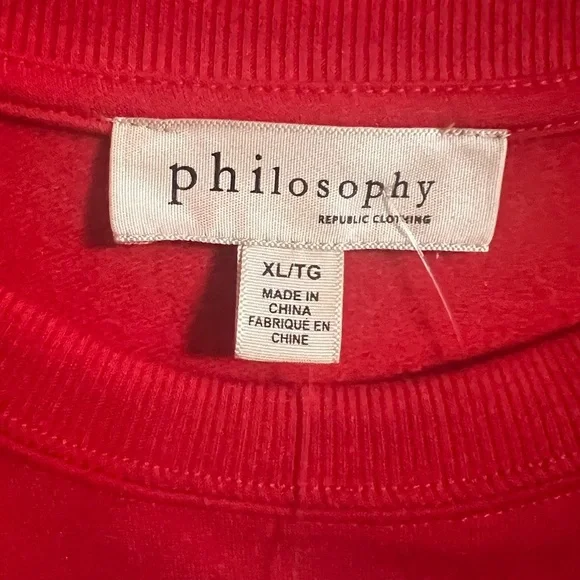 philosophy
REPUBLIC CLOTHING
XL/TG
MADE IN
CHINA
FABRIQUÉ EN
CHINE